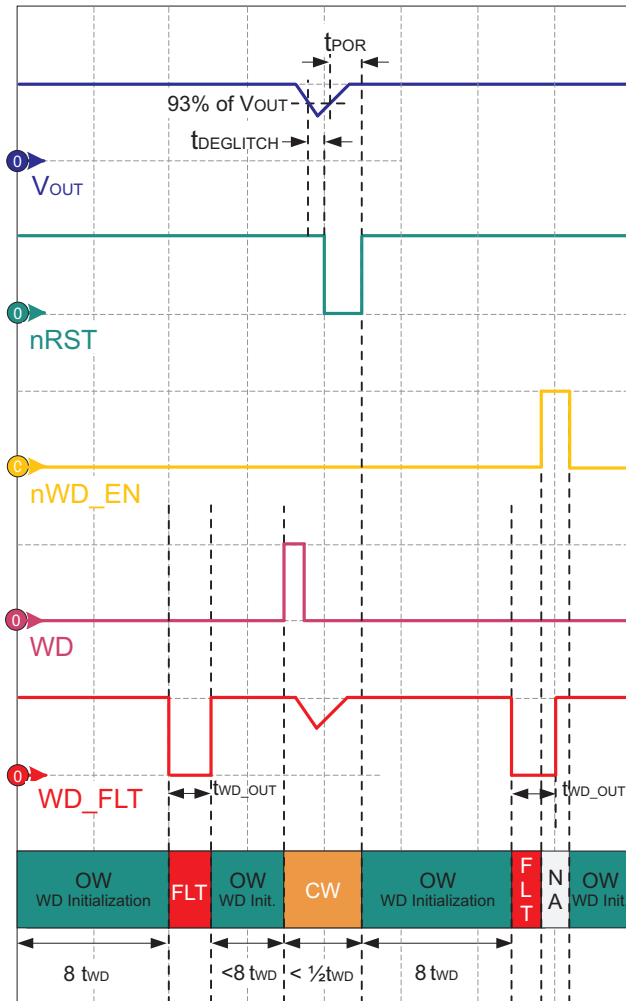 tPOR
93% of VOUT
tDEGLITCH
0
VOUT
0
nRST
C
nWD_EN
0
WD
0
WD_FLT
tWD_OUT
tWD_OUT
OW
WD Initialization
FLT
OW
WD Init.
CW
OW
WD Initialization
FLT
NA
OW
WD Init.
8 tWD
<8 tWD
< ½tWD
8 tWD